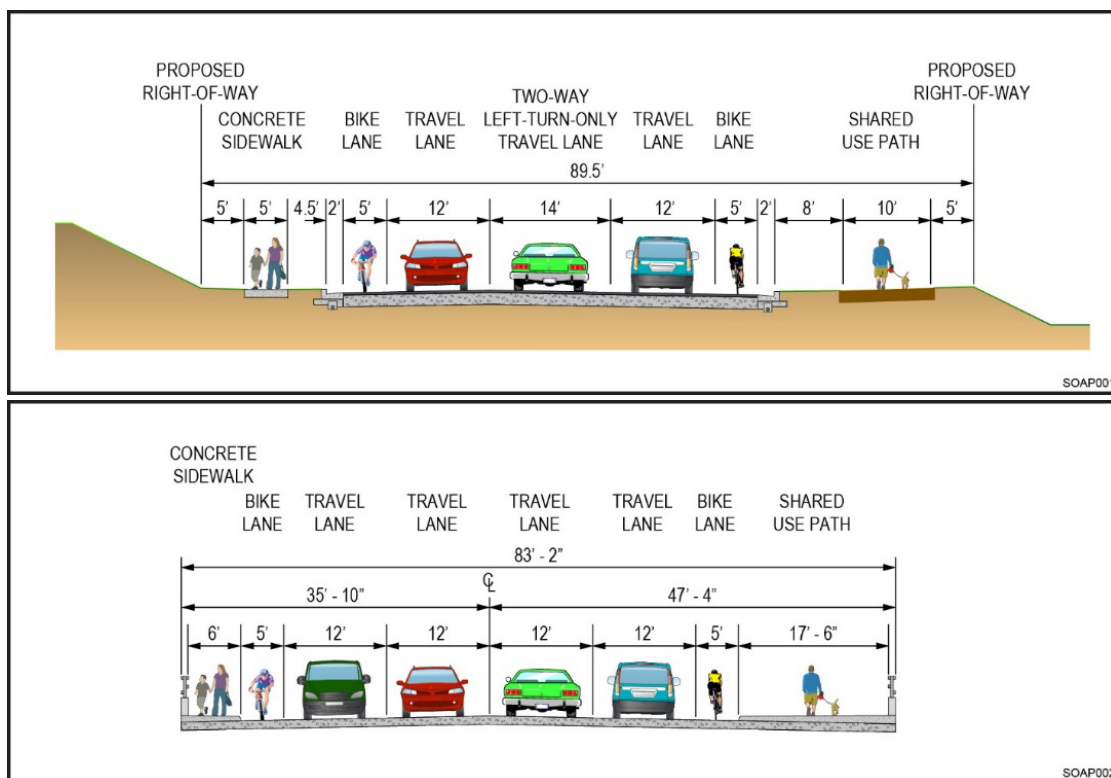 PROPOSED
RIGHT-OF-WAY
PROPOSED
RIGHT-OF-WAY
CONCRETE
SIDEWALK
BIKE
LANE
TRAVEL
LANE
TWO-WAY
LEFT-TURN-ONLY
TRAVEL LANE
TRAVEL
LANE
BIKE
LANE
SHARED
USE PATH
89.5'
5' 5' 4.5' 2' 5' 12' 14' 12' 5' 2' 8' 10' 5'
SOAP001
CONCRETE
SIDEWALK
BIKE
LANE
TRAVEL
LANE
TRAVEL
LANE
TRAVEL
LANE
TRAVEL
LANE
BIKE
LANE
SHARED
USE PATH
83' - 2"
℄
35' - 10" 47' - 4"
6' 5' 12' 12' 12' 12' 5' 17' - 6"
SOAP002